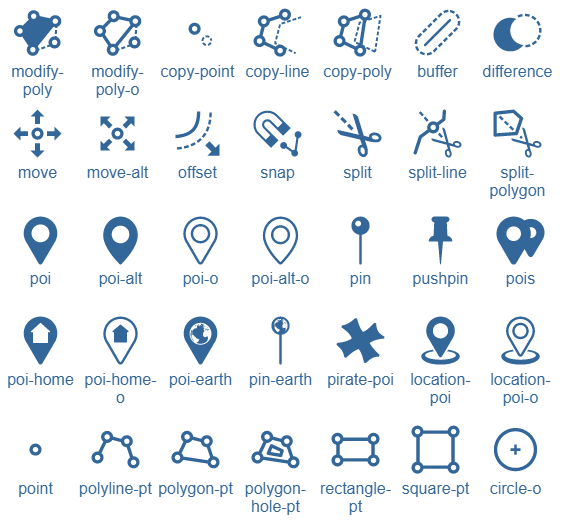 modify-
poly
modify-
poly-o
copy-point
copy-line
copy-poly
buffer
difference
move
move-alt
offset
snap
split
split-line
split-
polygon
poi
poi-alt
poi-o
poi-alt-o
pin
pushpin
pois
poi-home
poi-home-
o
poi-earth
pin-earth
pirate-poi
location-
poi
location-
poi-o
point
polyline-pt
polygon-pt
polygon-
hole-pt
rectangle-
pt
square-pt
circle-o